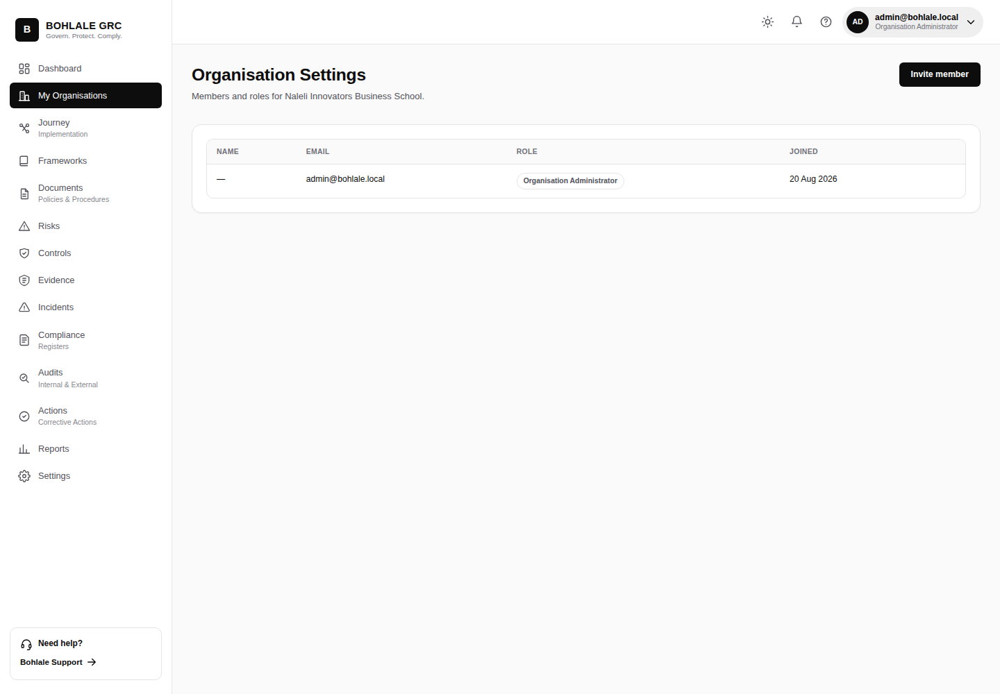 B
BOHLALE GRC
Govern. Protect. Comply.
AD
admin@bohlale.local
Organisation Administrator
Dashboard
My Organisations
Journey
Implementation
Frameworks
Documents
Policies & Procedures
Risks
Controls
Evidence
Incidents
Compliance
Registers
Audits
Internal & External
Actions
Corrective Actions
Reports
Settings
Need help?
Bohlale Support
Organisation Settings
Members and roles for Naleli Innovators Business School.
Invite member
NAME EMAIL ROLE JOINED
— admin@bohlale.local Organisation Administrator 20 Aug 2026